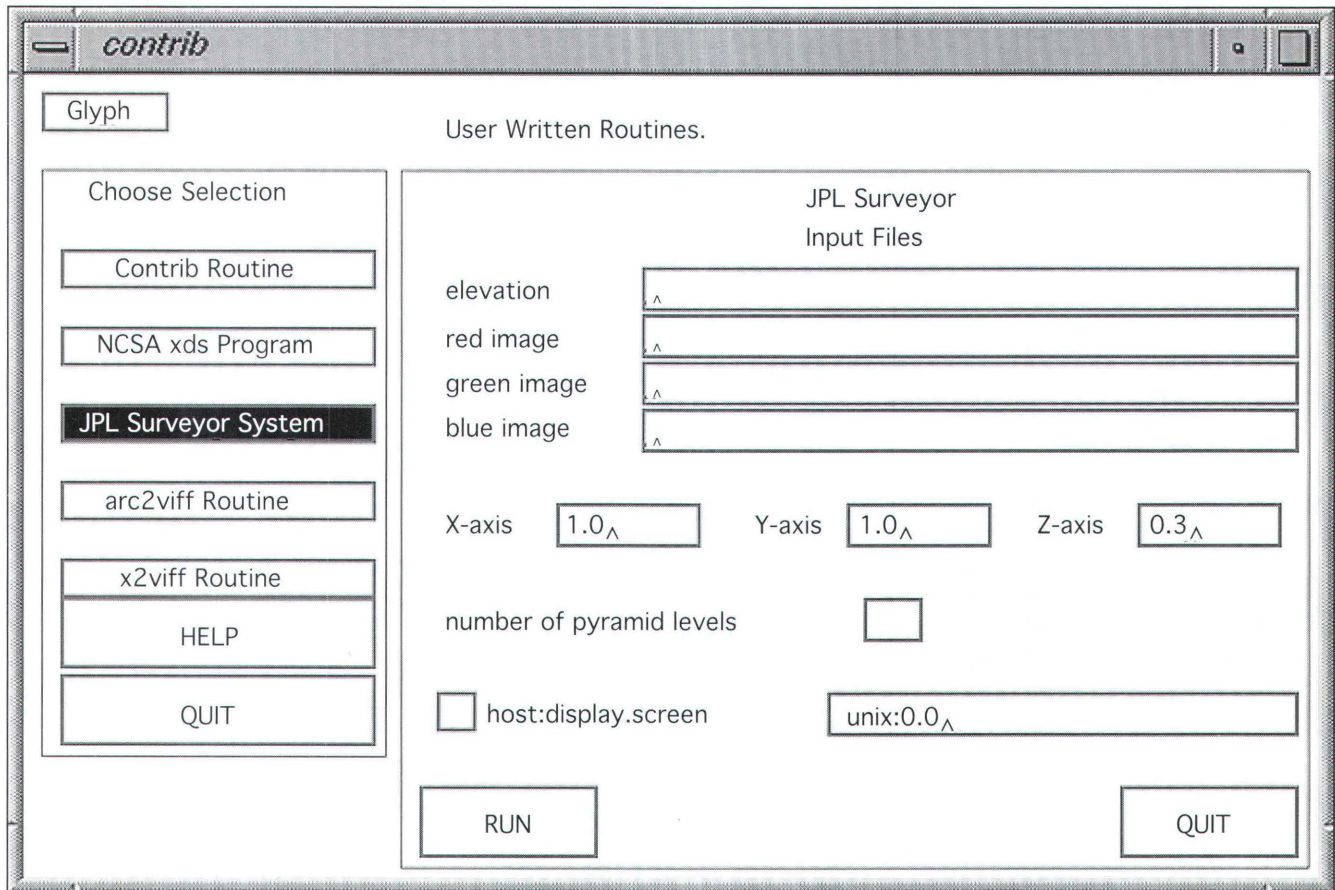 contrib
Glyph
User Written Routines.
Choose Selection
Contrib Routine
NCSA xds Program
JPL Surveyor System
arc2viff Routine
x2viff Routine
HELP
QUIT
JPL Surveyor
Input Files
elevation
red image
green image
blue image
X-axis 1.0^ Y-axis 1.0^ Z-axis 0.3^
number of pyramid levels
host:display.screen unix:0.0^
RUN QUIT